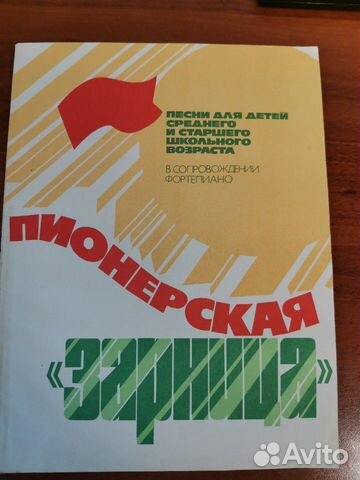 ПЕСНИ ДЛЯ ДЕТЕЙ
СРЕДНЕГО
И СТАРШЕГО
ШКОЛЬНОГО
ВОЗРАСТА
В СОПРОВОЖДЕНИИ
ФОРТЕПИАНО
ПИОНЕРСКАЯ
«ЗАРНИЦА»
Avito